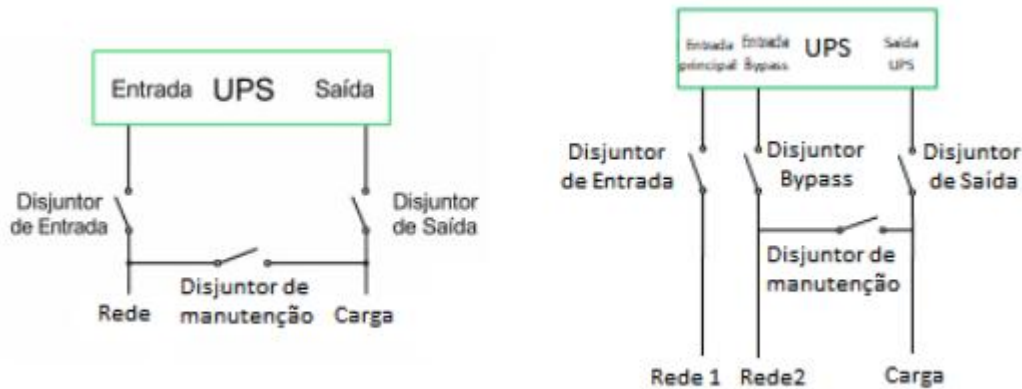 Entrada UPS Saída
Disjuntor
de Entrada
Disjuntor
de Saída
Disjuntor de
manutenção
Rede
Carga
Entrada
principal
Entrada
Bypass
UPS
Saída
UPS
Disjuntor
de Entrada
Disjuntor
Bypass
Disjuntor
de Saída
Disjuntor de
manutenção
Rede 1
Rede2
Carga